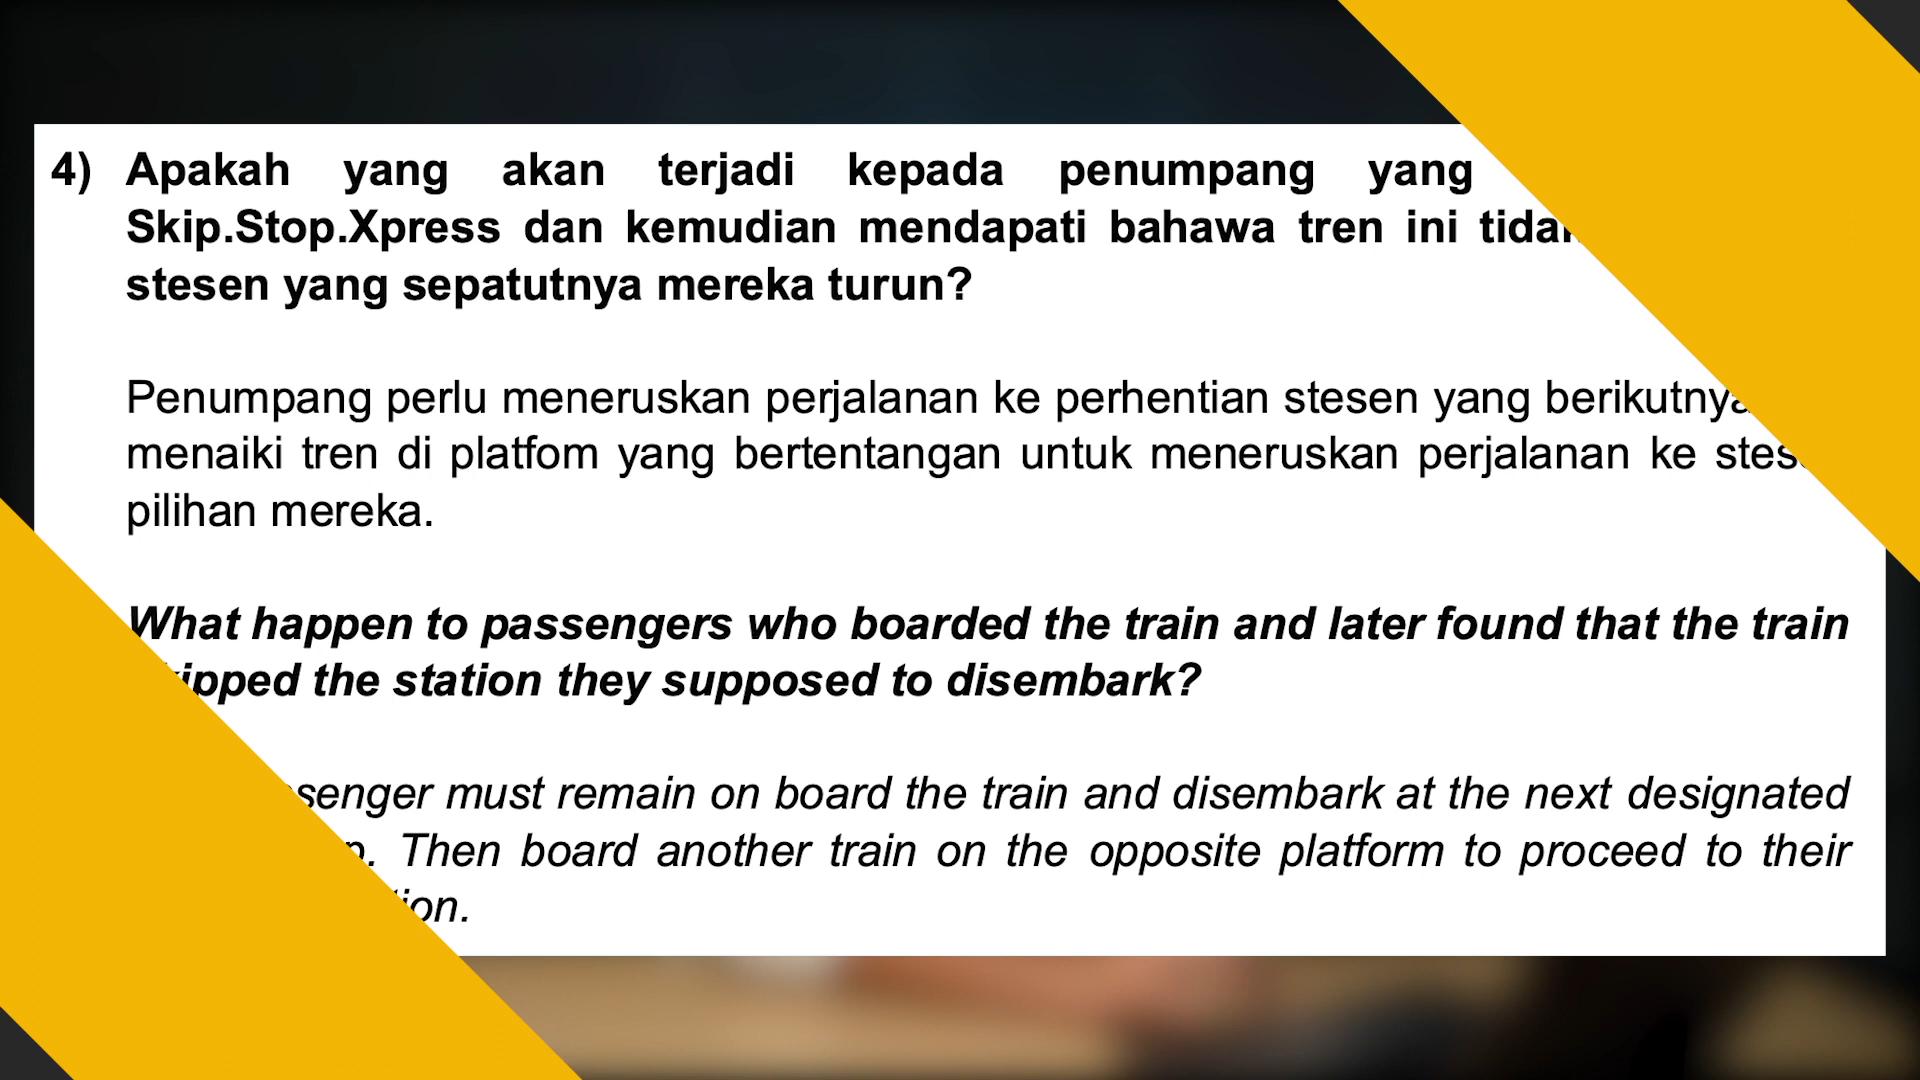 4) Apakah yang akan terjadi kepada penumpang yang
Skip.Stop.Xpress dan kemudian mendapati bahawa tren ini
stesen yang sepatutnya mereka turun?
Penumpang perlu meneruskan perjalanan ke perhentian stesen yang
menaiki tren di platfom yang bertentangan untuk meneruskan perjalanan ke
pilihan mereka.
What happen to passengers who boarded the train and later found that the train
the station they supposed to disembark?
must remain on board the train and disembark at the next designated
Then board another train on the opposite platform to proceed to their